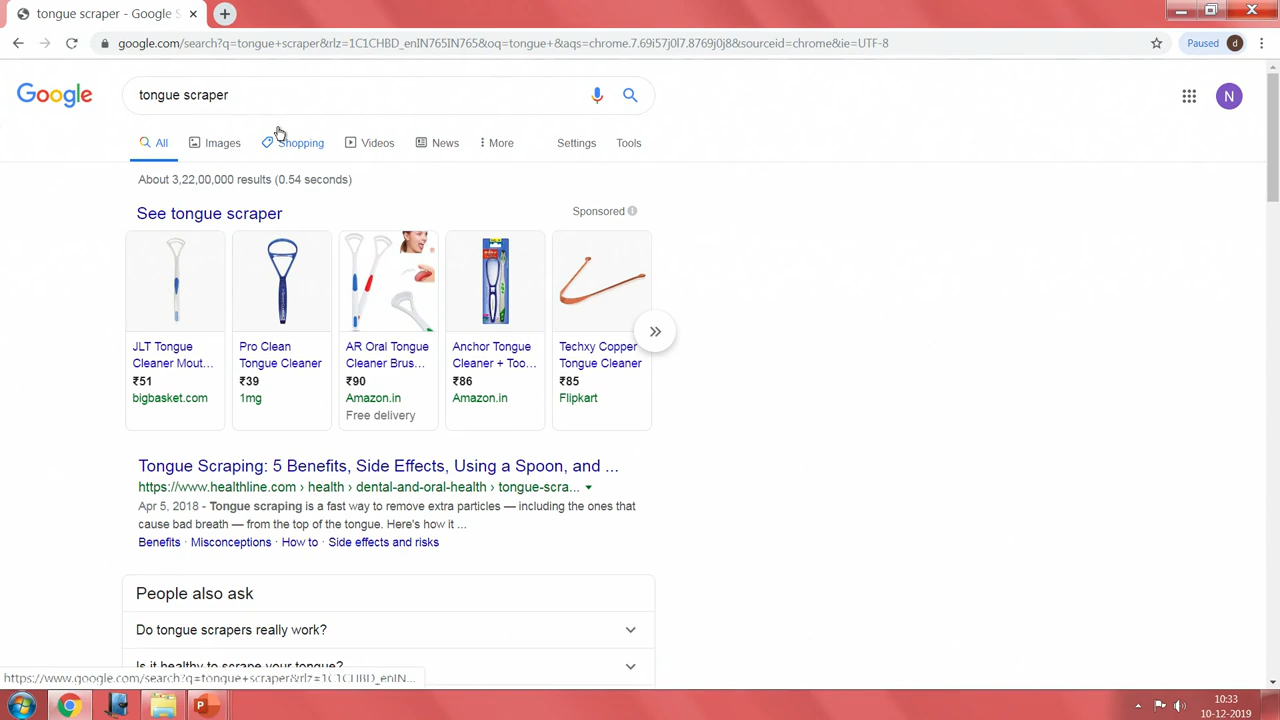 tongue scraper - Google S
google.com/search?q=tongue+scraper&rlz=1C1CHBD_enIN765IN765&oq=tongue+&aqs=chrome.7.69i57j0l7.8769j0j8&sourceid=chrome&ie=UTF-8
Paused d
Google
tongue scraper
N
All Images Shopping Videos News More Settings Tools
About 3,22,00,000 results (0.54 seconds)
See tongue scraper
Sponsored
JLT Tongue
Cleaner Mout...
₹51
bigbasket.com
Pro Clean
Tongue Cleaner
₹39
1mg
AR Oral Tongue
Cleaner Brus...
₹90
Amazon.in
Free delivery
Anchor Tongue
Cleaner + Too...
₹86
Amazon.in
Techxy Copper
Tongue Cleaner
₹85
Flipkart
Tongue Scraping: 5 Benefits, Side Effects, Using a Spoon, and ...
https://www.healthline.com › health › dental-and-oral-health › tongue-scra...
Apr 5, 2018 - Tongue scraping is a fast way to remove extra particles — including the ones that
cause bad breath — from the top of the tongue. Here's how it ...
Benefits · Misconceptions · How to · Side effects and risks
People also ask
Do tongue scrapers really work?
Is it healthy to scrape your tongue?
https://www.google.com/search?q=tongue+scraper&rlz=1C1CHBD_enIN...
10:33
10-12-2019